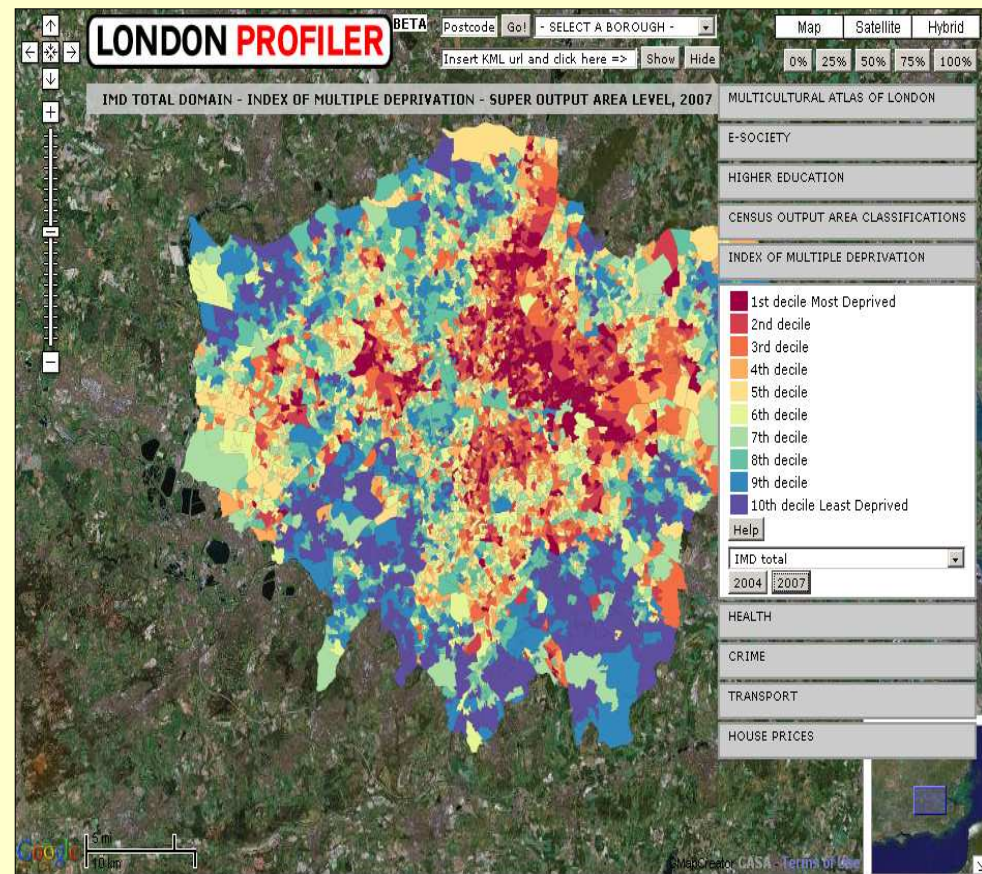 LONDON PROFILER
BETA
Postcode Go! - SELECT A BOROUGH -
Map Satellite Hybrid
Insert KML url and click here => Show Hide
0% 25% 50% 75% 100%
IMD TOTAL DOMAIN - INDEX OF MULTIPLE DEPRIVATION - SUPER OUTPUT AREA LEVEL, 2007
MULTICULTURAL ATLAS OF LONDON
E-SOCIETY
HIGHER EDUCATION
CENSUS OUTPUT AREA CLASSIFICATIONS
INDEX OF MULTIPLE DEPRIVATION
1st decile Most Deprived
2nd decile
3rd decile
4th decile
5th decile
6th decile
7th decile
8th decile
9th decile
10th decile Least Deprived
Help
IMD total
2004 2007
HEALTH
CRIME
TRANSPORT
HOUSE PRICES
5 mi
10 km
Google
GMapCreator CASA - Terms of Use